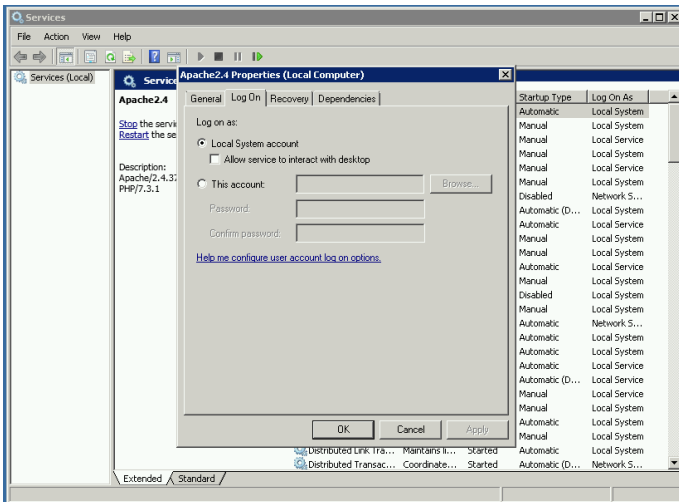 Services
File Action View Help
Services (Local)
Service
Apache2.4
Stop the servi
Restart the se
Description:
Apache/2.4.37
PHP/7.3.1
Apache2.4 Properties (Local Computer)
General Log On Recovery Dependencies
Log on as:
Local System account
Allow service to interact with desktop
This account:
Browse...
Password:
Confirm password:
Help me configure user account log on options.
OK Cancel Apply
Startup Type Log On As
Automatic Local System
Manual Local System
Manual Local Service
Manual Local System
Manual Local Service
Manual Local System
Disabled Network S...
Automatic (D... Local System
Automatic Local Service
Manual Local System
Manual Local System
Automatic Local Service
Manual Local System
Disabled Local System
Manual Local System
Automatic Network S...
Automatic Local System
Automatic Local Service
Automatic (D... Local Service
Manual Local Service
Manual Local System
Automatic Local System
Automatic Local System
Manual Local System
Distributed Link Tra... Maintains li... Started Automatic Local System
Distributed Transac... Coordinate... Started Automatic (D... Network S...
Extended Standard